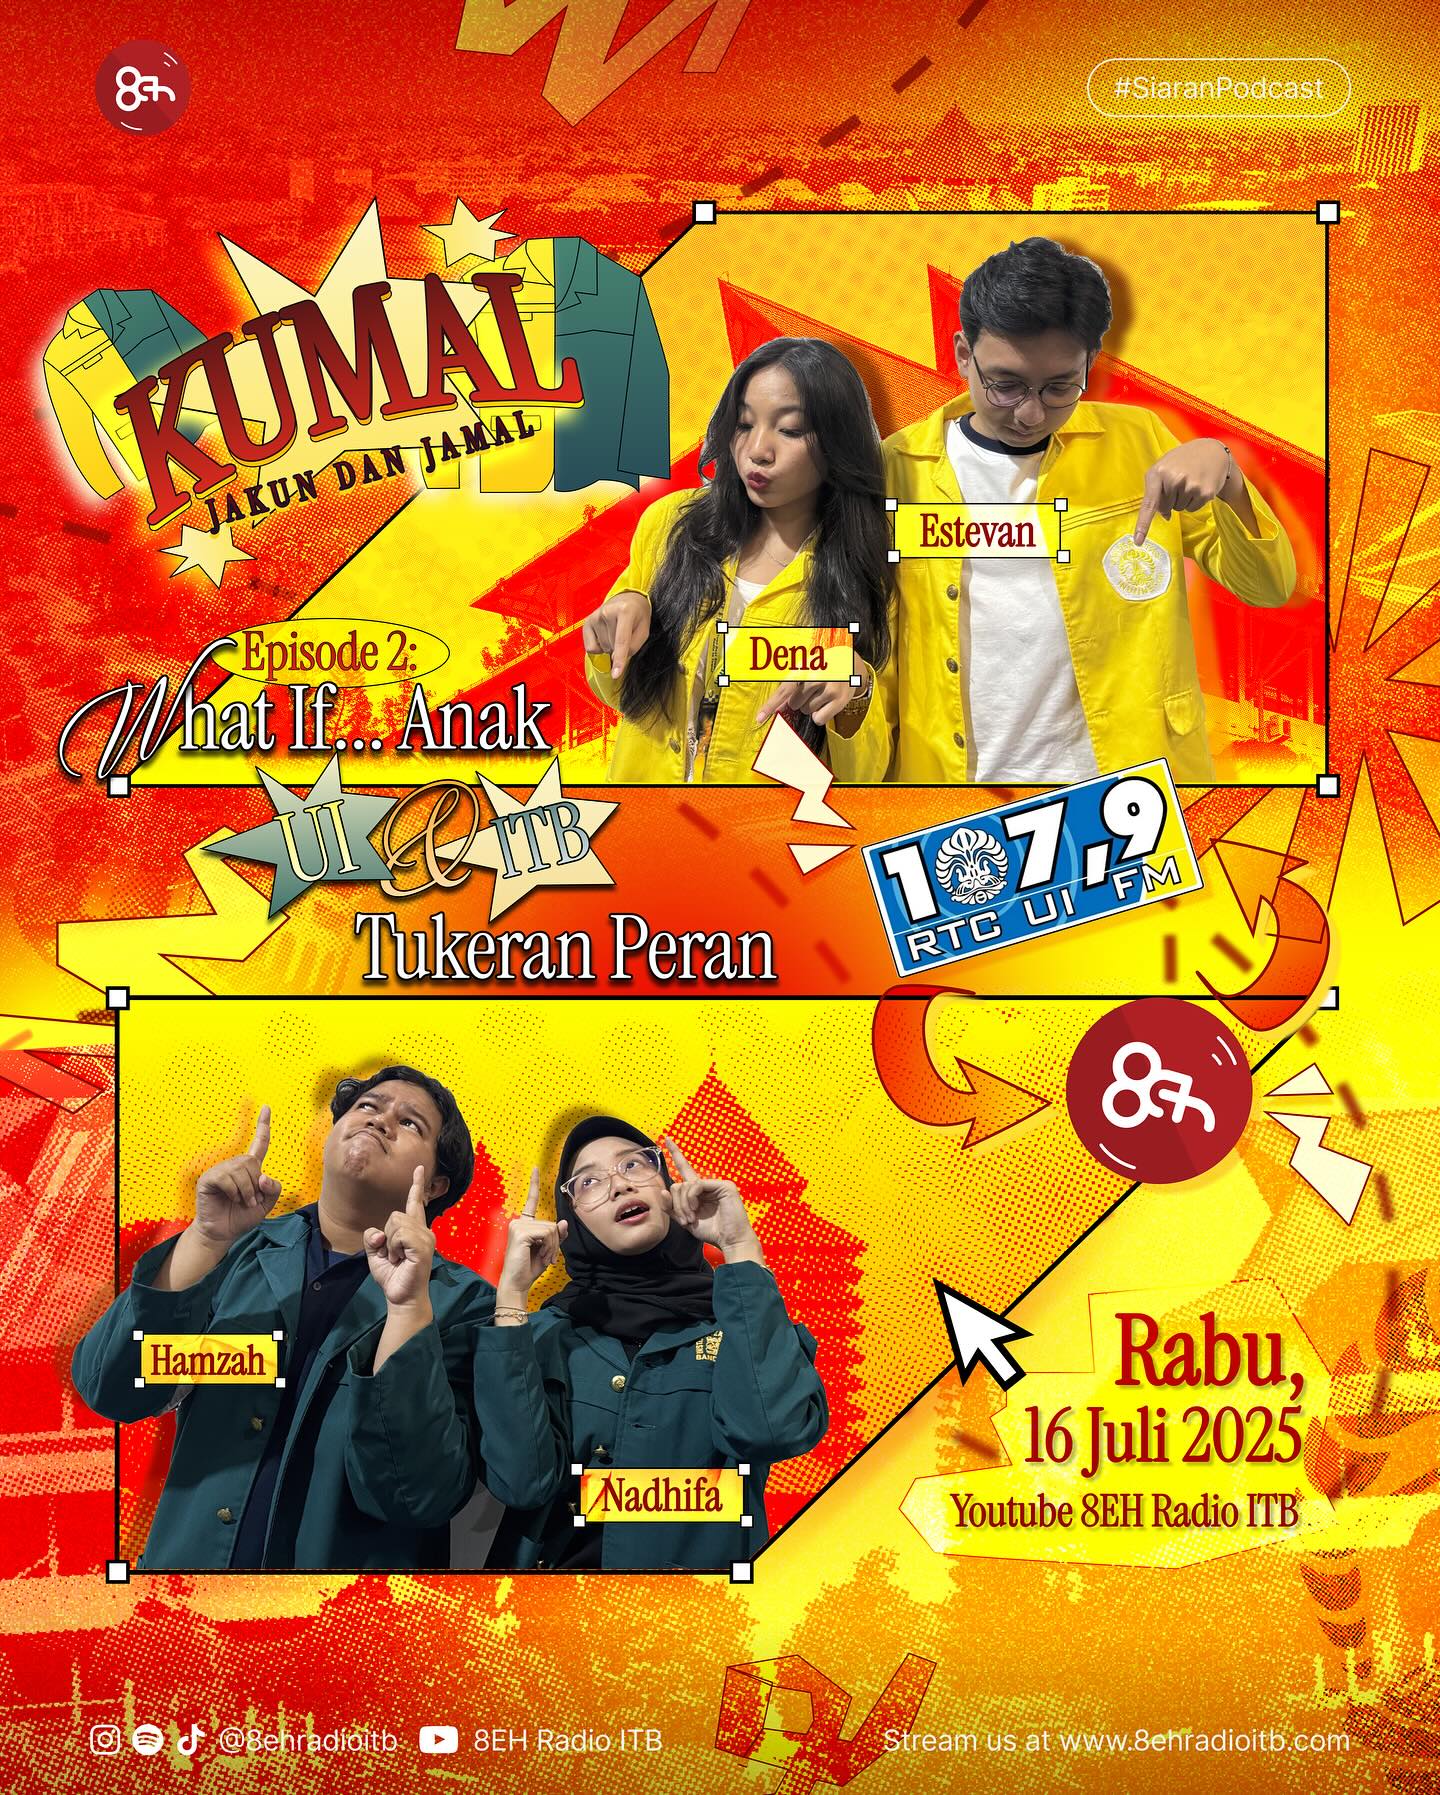 8eh
#SiaranPodcast
KUMAL
JAKUN DAN JAMAL
Estevan
Dena
Episode 2:
What If... Anak
UI & ITB
Tukeran Peran
107,9
RTC UI FM
8eh
Hamzah
Nadhifa
Rabu,
16 Juli 2025
Youtube 8EH Radio ITB
@8ehradioitb
8EH Radio ITB
Stream us at www.8ehradioitb.com